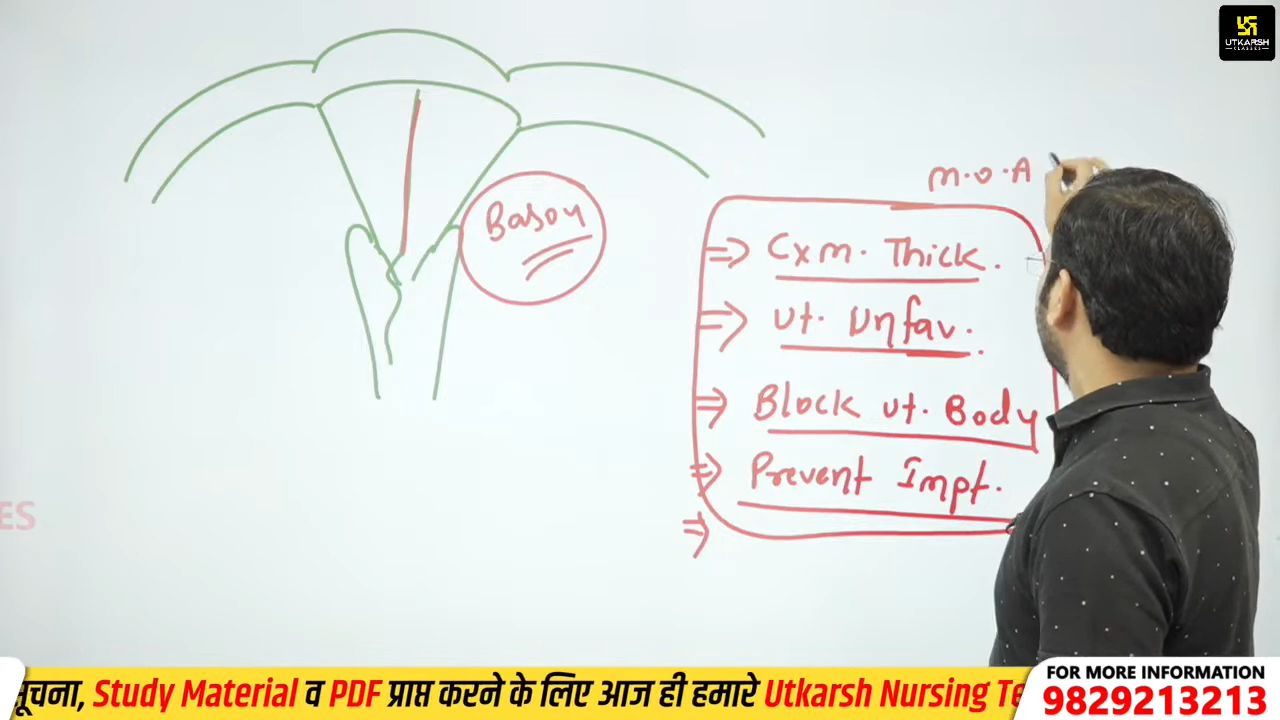 UTKARSH
CLASSES
M.O.A
Cxm. Thick.
Ut. Unfav.
Block ut. Body
Prevent Impt.
ES
सूचना, Study Material व PDF प्राप्त करने के लिए आज ही हमारे Utkarsh Nursing Te
FOR MORE INFORMATION
9829213213